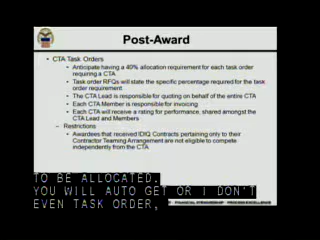 Post-Award
• CTA Task Orders
• Anticipate having a 40% allocation requirement for each task order
requiring a CTA
• Task order RFQs will state the specific percentage required for the task
order requirement
• The CTA Lead is responsible for quoting on behalf of the entire CTA
• Each CTA Member is responsible for invoicing
• Each CTA will receive a rating for performance, shared amongst the
CTA Lead and Members
– Restrictions
• Awardees that received IDIQ Contracts pertaining only to their
Contractor Teaming Arrangement are not eligible to compete
independently from the CTA
TO BE ALLOCATED.
YOU WILL AUTO GET OR I DON'T
EVEN TASK ORDER,
FINANCIAL STEWARDSHIP PROCESS EXCELLENCE